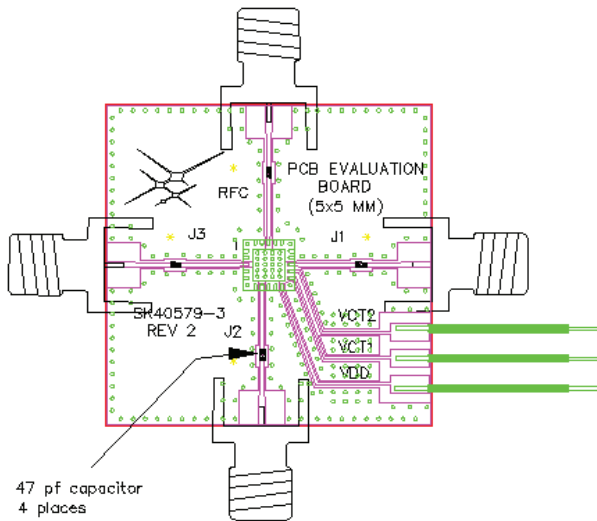 RFC
PCB EVALUATION
BOARD
(5x5 MM)
J3
1
J1
SK40579-3
REV 2
J2
VCT2
VCT1
VDD
47 pf capacitor
4 places